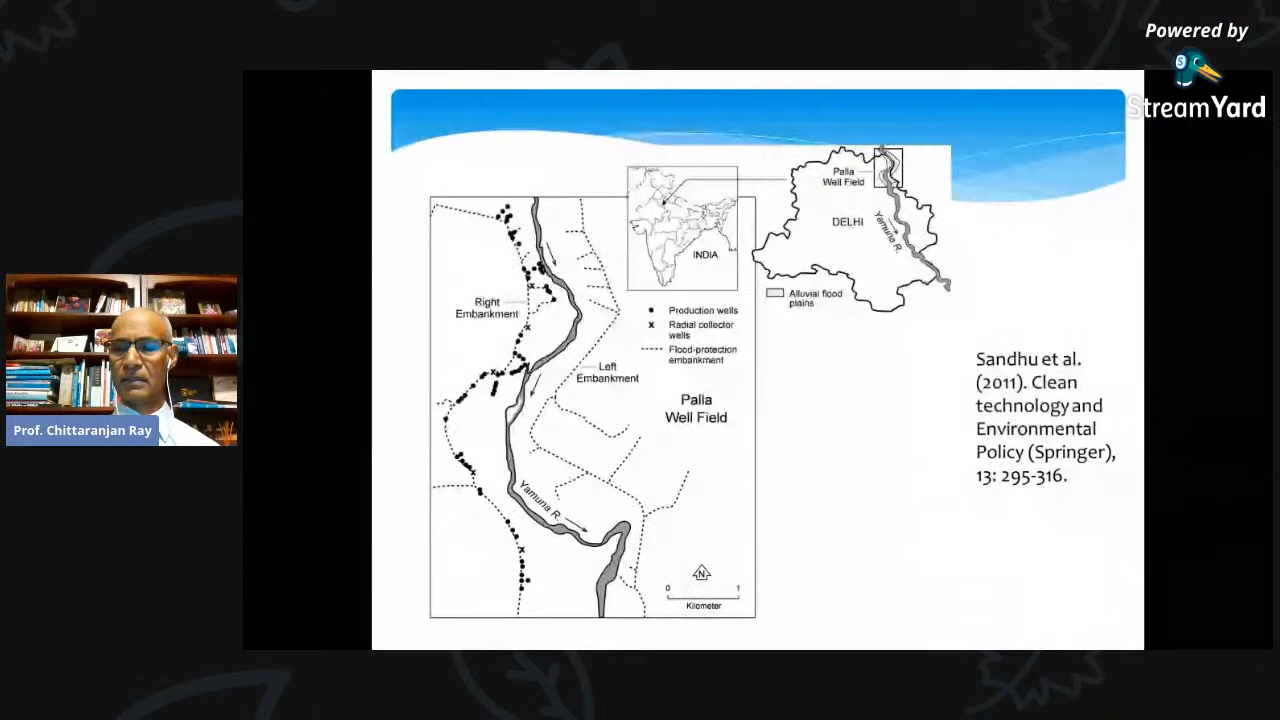 Powered by
StreamYard
Palla
Well Field
DELHI
Yamuna R.
INDIA
Alluvial flood
plains
Right
Embankment
Production wells
Radial collector
wells
Flood-protection
embankment
Left
Embankment
Palla
Well Field
Yamuna R.
N
0 1
Kilometer
Sandhu et al.
(2011). Clean
technology and
Environmental
Policy (Springer),
13: 295-316.
Prof. Chittaranjan Ray